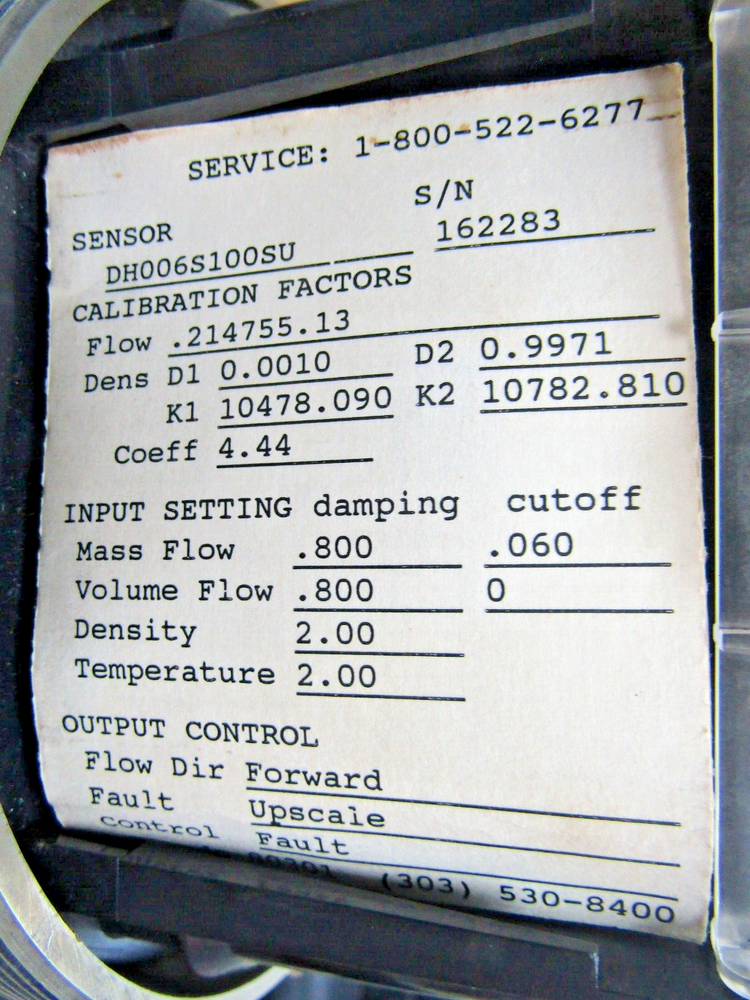 SERVICE: 1-800-522-6277
S/N
SENSOR 162283
DH006S100SU
CALIBRATION FACTORS
Flow .214755.13
Dens D1 0.0010 D2 0.9971
K1 10478.090 K2 10782.810
Coeff 4.44
INPUT SETTING damping cutoff
Mass Flow .800 .060
Volume Flow .800 0
Density 2.00
Temperature 2.00
OUTPUT CONTROL
Flow Dir Forward
Fault Upscale
Control Fault
80301 (303) 530-8400